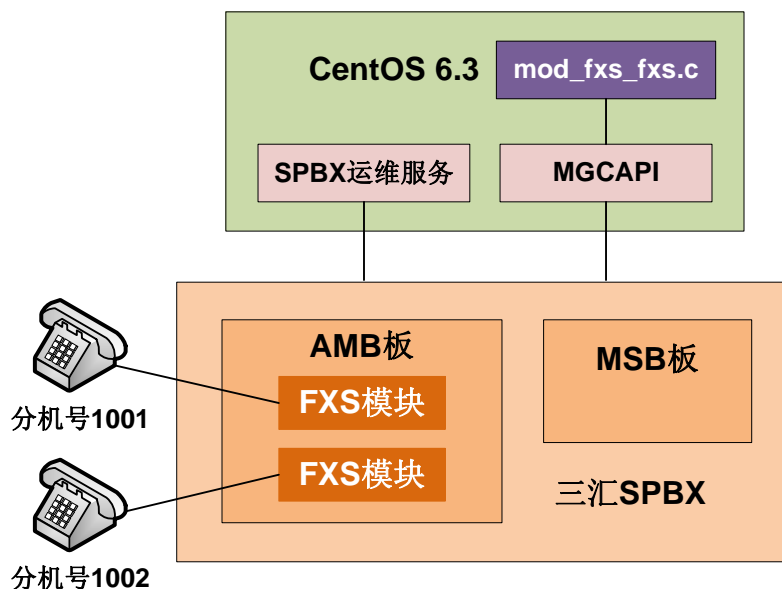 CentOS 6.3
mod_fxs_fxs.c
SPBX运维服务
MGCAPI
AMB板
MSB板
FXS模块
分机号1001
FXS模块
三汇SPBX
分机号1002